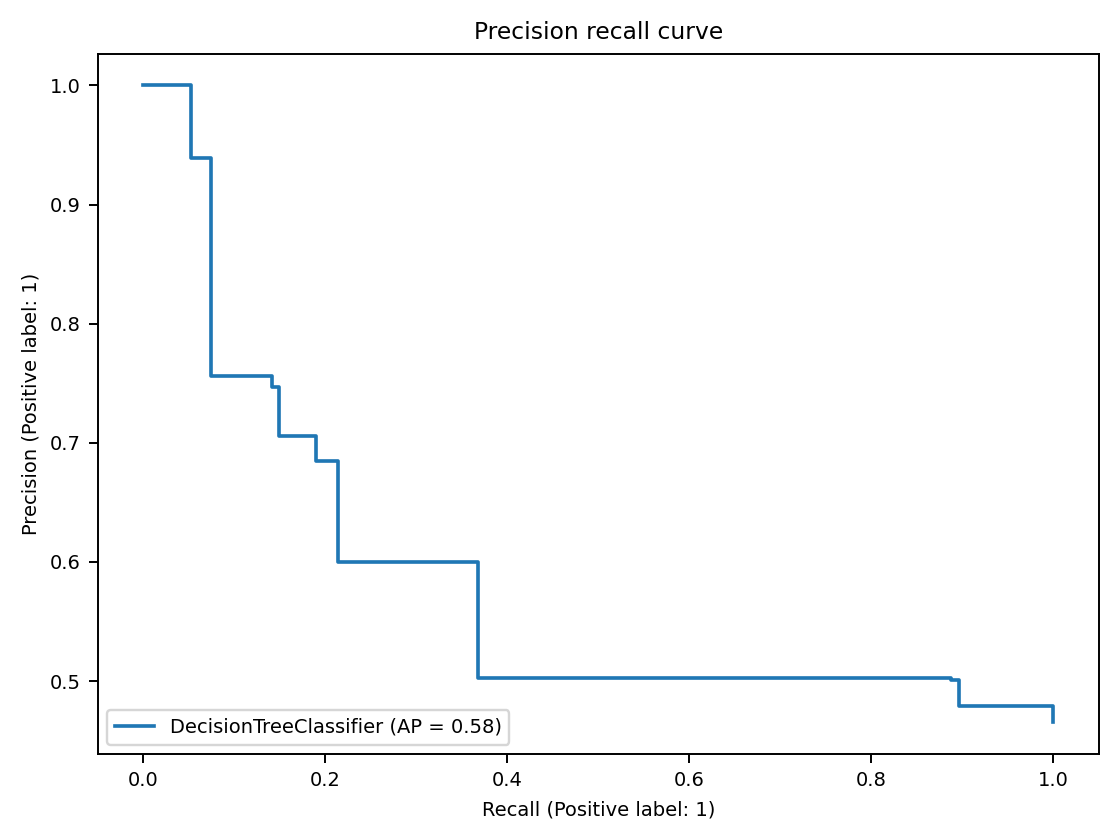 Precision recall curve
Precision (Positive label: 1)
1.0
0.9
0.8
0.7
0.6
0.5
DecisionTreeClassifier (AP = 0.58)
0.0 0.2 0.4 0.6 0.8 1.0
Recall (Positive label: 1)